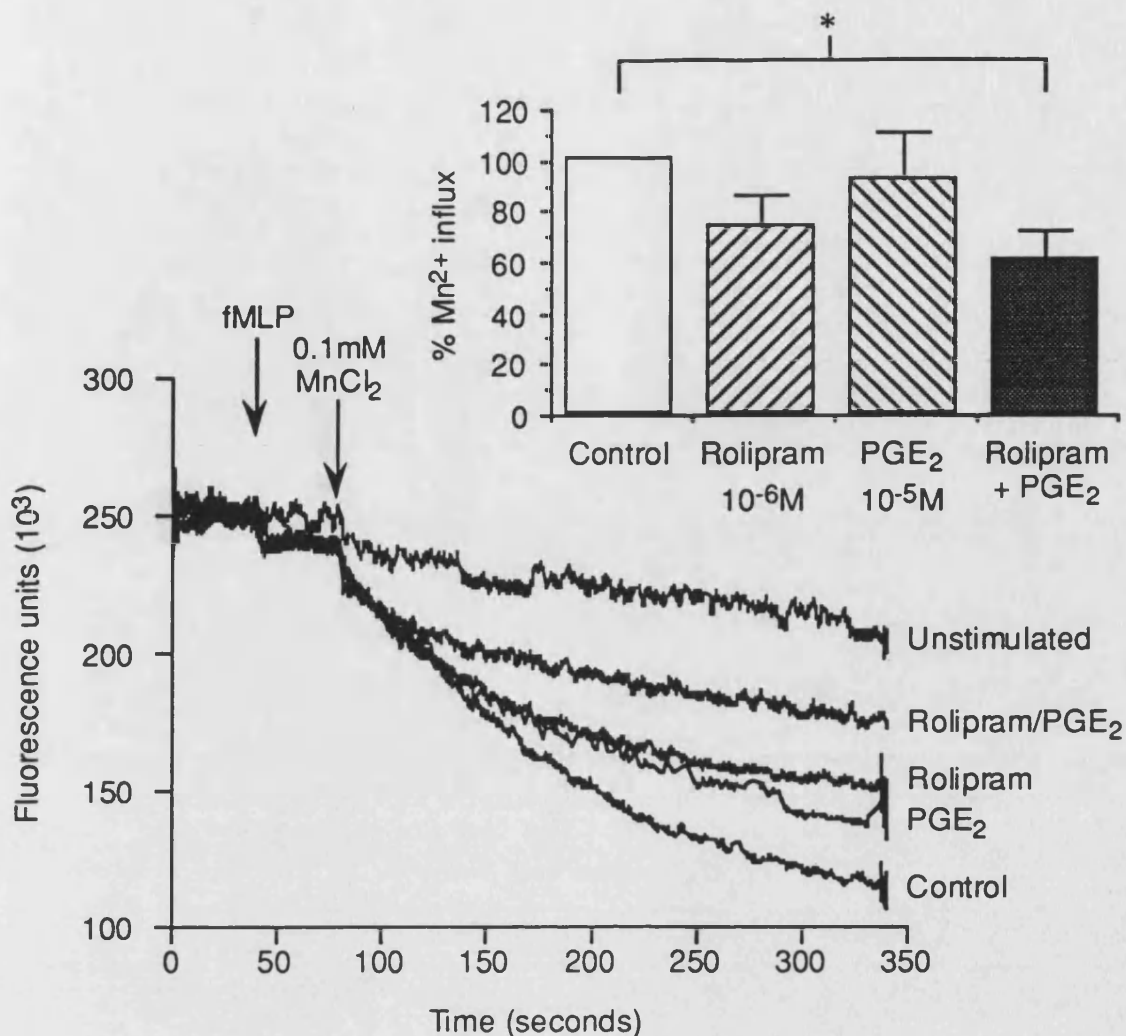 *
120
100
80
60
40
20
0
% Mn2+ influx
Control
Rolipram
10-6M
PGE2
10-5M
Rolipram
+ PGE2
fMLP
0.1mM
MnCl2
300
250
200
150
100
Fluorescence units (103)
Unstimulated
Rolipram/PGE2
Rolipram
PGE2
Control
0 50 100 150 200 250 300 350
Time (seconds)